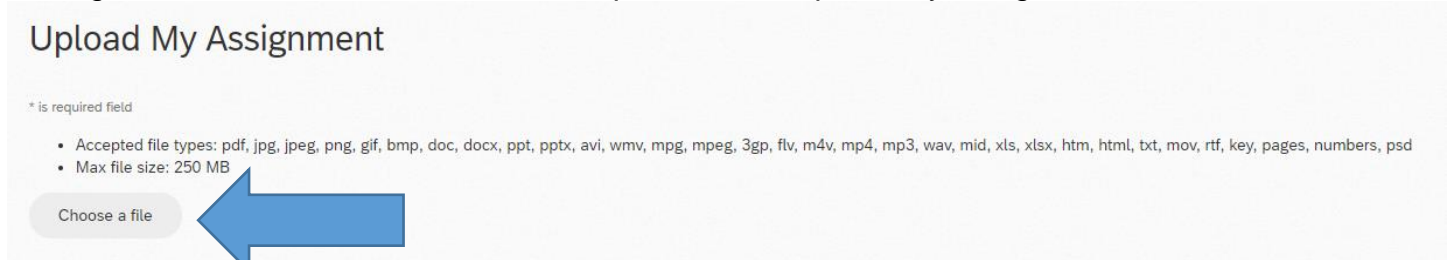 Upload My Assignment
* is required field
• Accepted file types: pdf, jpg, jpeg, png, gif, bmp, doc, docx, ppt, pptx, avi, wmv, mpg, mpeg, 3gp, flv, m4v, mp4, mp3, wav, mid, xls, xlsx, htm, html, txt, mov, rtf, key, pages, numbers, psd
• Max file size: 250 MB
Choose a file